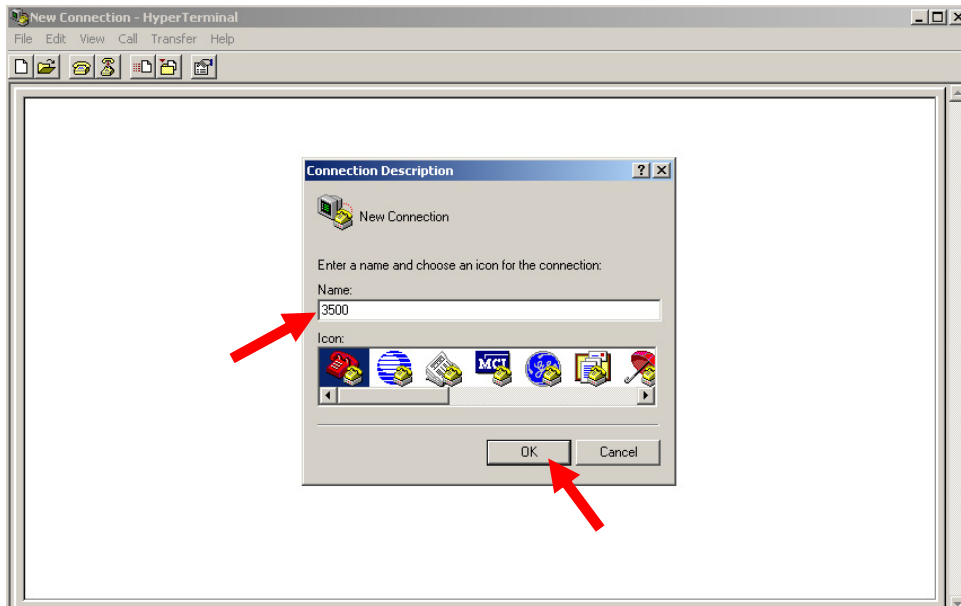 New Connection - HyperTerminal
File Edit View Call Transfer Help
Connection Description
New Connection
Enter a name and choose an icon for the connection:
Name:
3500
Icon:
MCI
OK Cancel